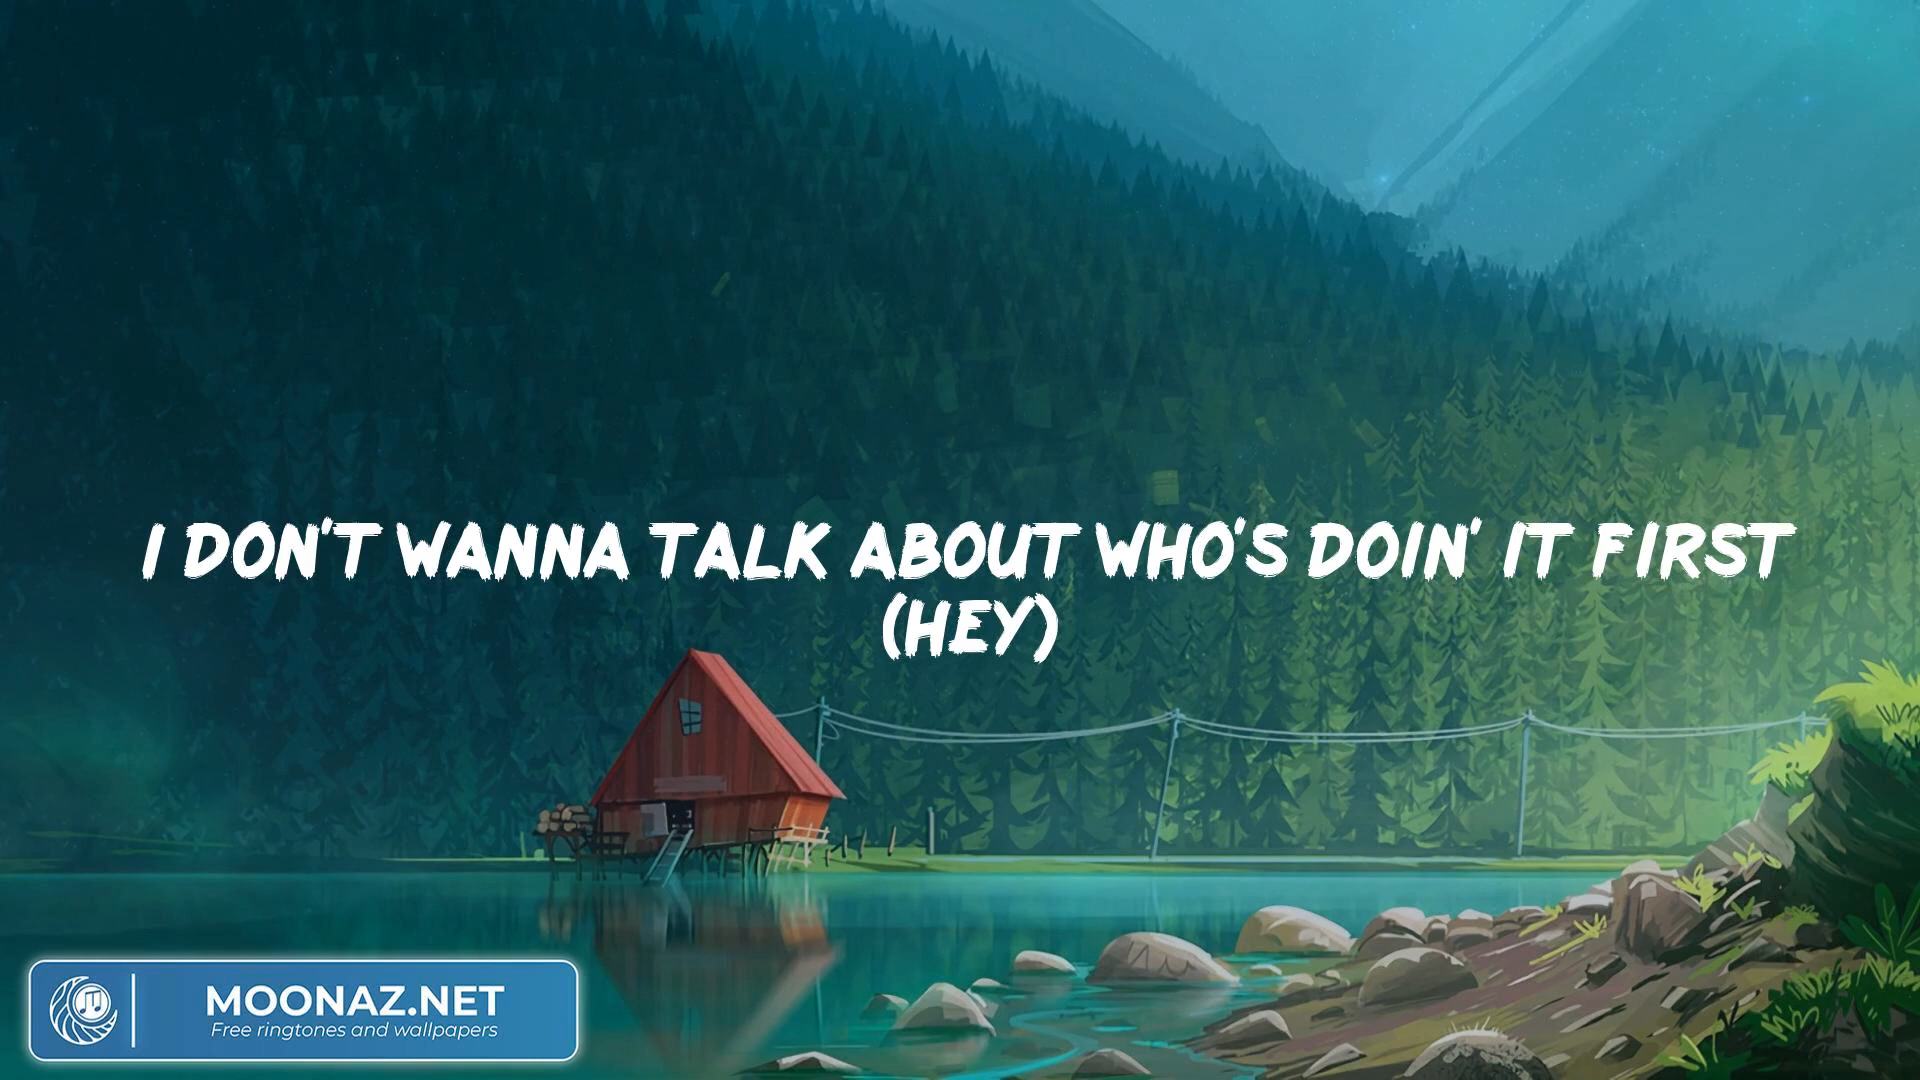 I DON'T WANNA TALK ABOUT WHO'S DOIN' IT FIRST
(HEY)
MOONAZ.NET
Free ringtones and wallpapers